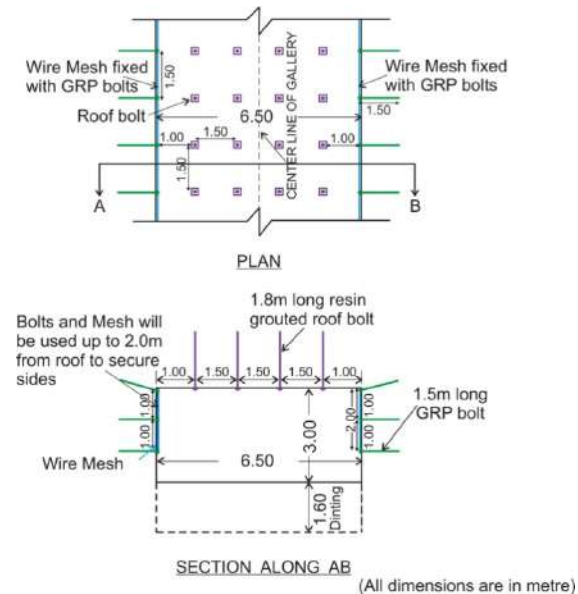 Wire Mesh fixed
with GRP bolts
1.50
Roof bolt
6.50
1.00
1.50
1.50
CENTER LINE OF GALLERY
Wire Mesh fixed
with GRP bolts
1.50
1.00
A
B
PLAN
Bolts and Mesh will
be used up to 2.0m
from roof to secure
sides
1.8m long resin
grouted roof bolt
1.00
1.50
1.50
1.50
1.00
1.00
1.00
3.00
2.00
1.00
1.00
1.5m long
GRP bolt
Wire Mesh
6.50
1.60
Dinting
SECTION ALONG AB
(All dimensions are in metre)